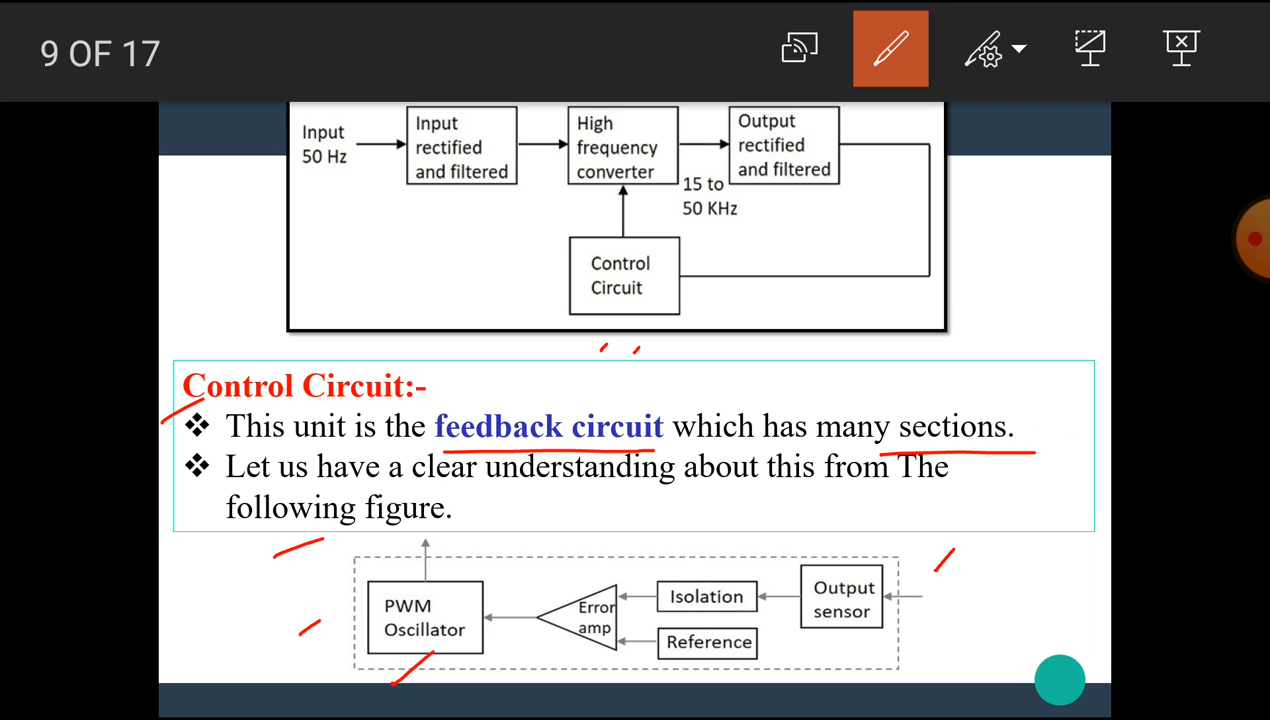 9 OF 17
Input
50 Hz
Input
rectified
and filtered
High
frequency
converter
15 to
50 KHz
Output
rectified
and filtered
Control
Circuit
Control Circuit:-
❖ This unit is the feedback circuit which has many sections.
❖ Let us have a clear understanding about this from The
following figure.
PWM
Oscillator
Error
amp
Isolation
Reference
Output
sensor